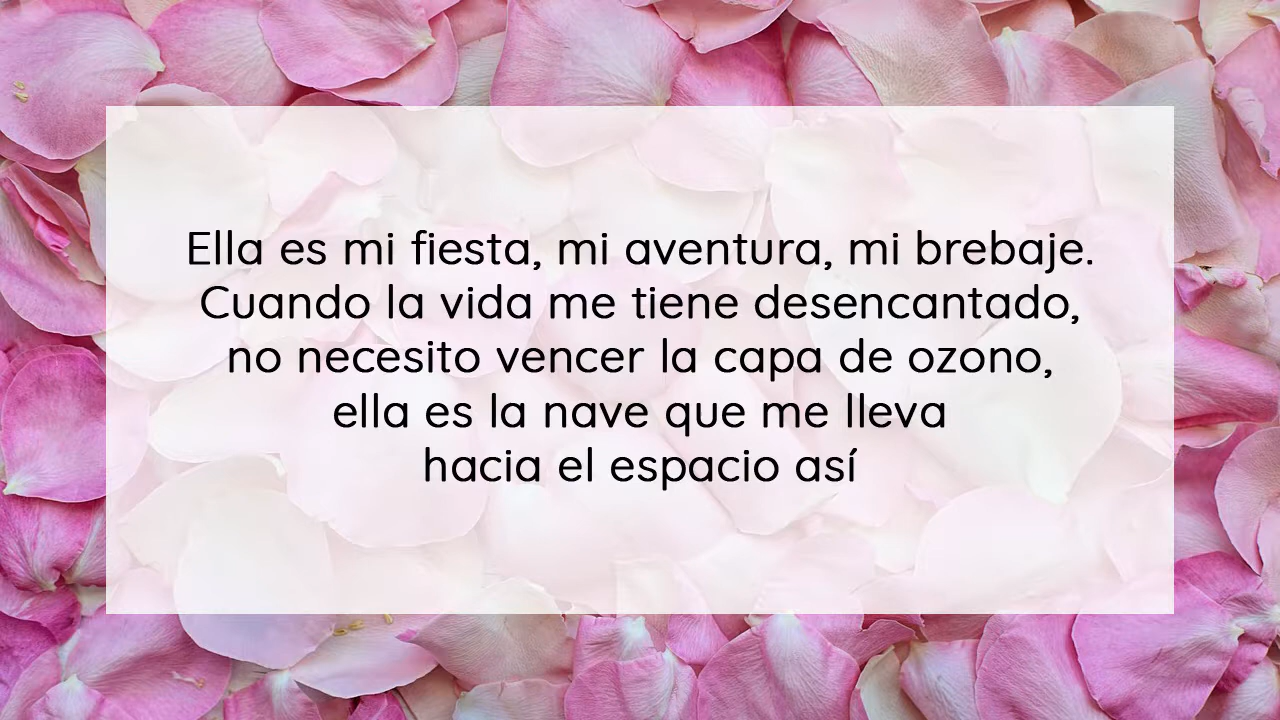 Ella es mi fiesta, mi aventura, mi brebaje.
Cuando la vida me tiene desencantado,
no necesito vencer la capa de ozono,
ella es la nave que me lleva
hacia el espacio así